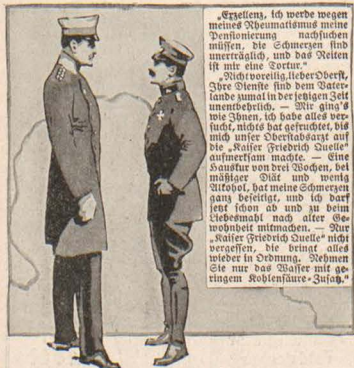 „Exzellenz, ich werde wegen
meines Rheumatismus meine
Pensionierung nachsuchen
müssen, die Schmerzen sind
unerträglich, und das Reiten
ist mir eine Tortur."
„Nicht voreilig, lieber Oberst,
Ihre Dienste sind dem Vater-
lande zumal in der jetzigen Zeit
unentbehrlich. — Mir ging's
wie Ihnen, ich habe alles ver-
sucht, nichts hat gefruchtet, bis
mich unser Oberstabsarzt auf
die „Kaiser Friedrich Quelle"
aufmerksam machte. — Eine
Hauskur von drei Wochen, bei
mäßiger Diät und wenig
Alkohol, hat meine Schmerzen
ganz beseitigt, und ich darf
jetzt schon ab und zu beim
Liebesmahl nach alter Ge-
wohnheit mitmachen. — Nur
„Kaiser Friedrich Quelle" nicht
vergessen, die bringt alles
wieder in Ordnung. Nehmen
Sie nur das Wasser mit ge-
ringem Kohlensäure-Zusatz."